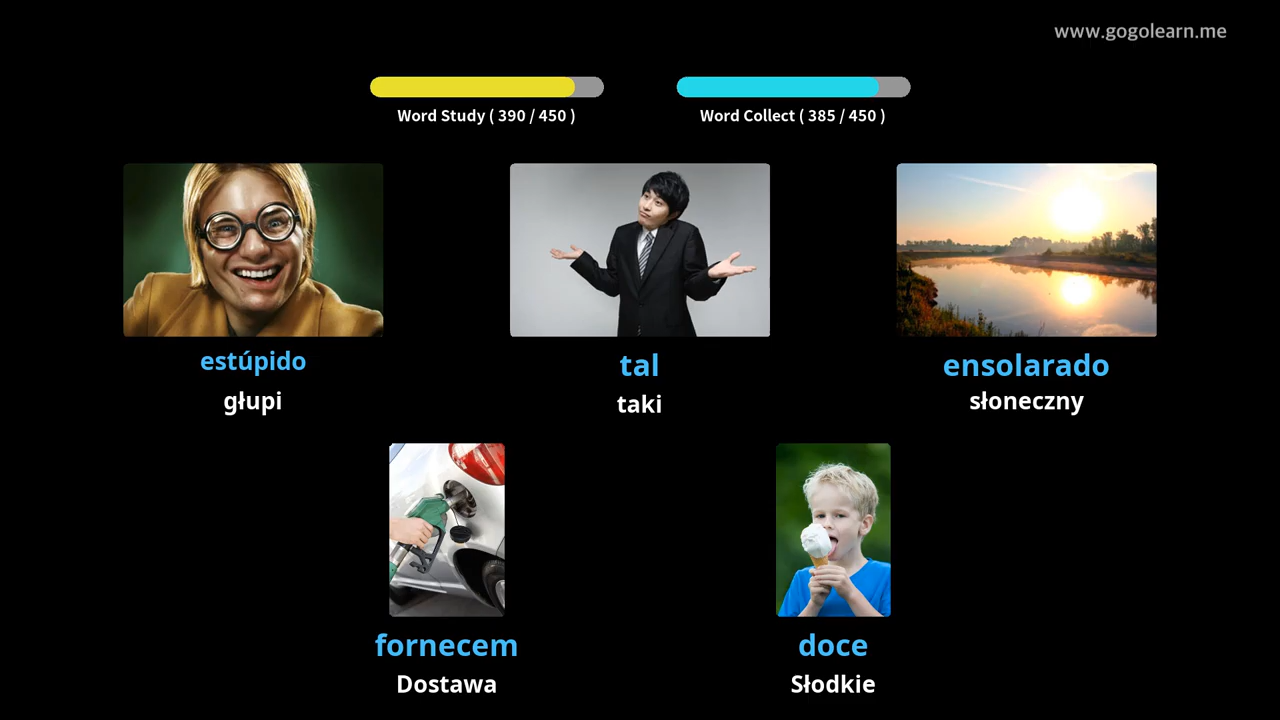 www.gogolearn.me
Word Study ( 390 / 450 )
Word Collect ( 385 / 450 )
estúpido
głupi
tal
taki
ensolarado
słoneczny
fornecem
Dostawa
doce
Słodkie